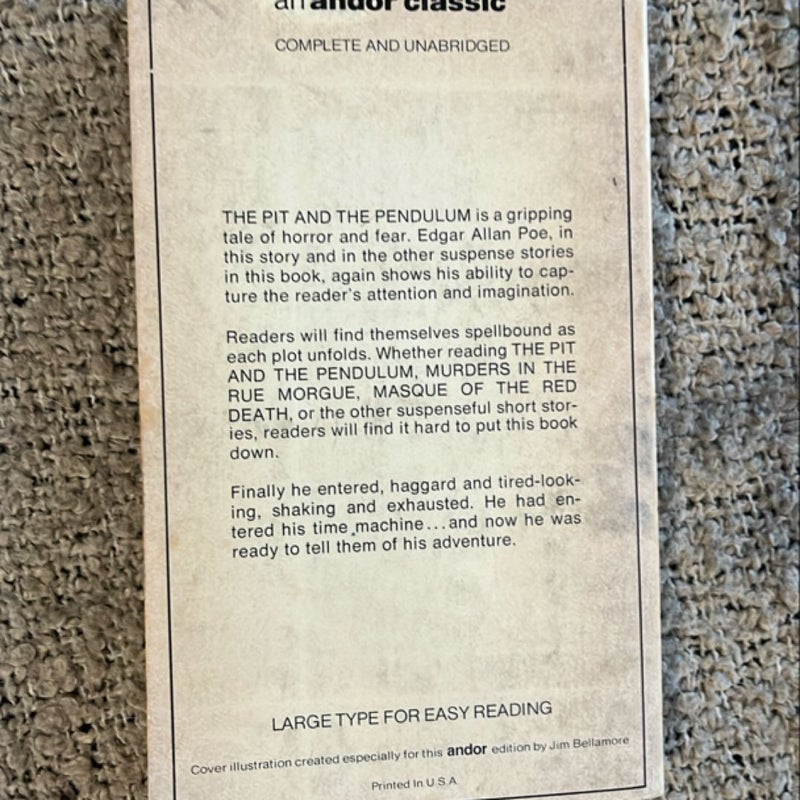 an andor classic
COMPLETE AND UNABRIDGED
THE PIT AND THE PENDULUM is a gripping
tale of horror and fear. Edgar Allan Poe, in
this story and in the other suspense stories
in this book, again shows his ability to cap-
ture the reader's attention and imagination.
Readers will find themselves spellbound as
each plot unfolds. Whether reading THE PIT
AND THE PENDULUM, MURDERS IN THE
RUE MORGUE, MASQUE OF THE RED
DEATH, or the other suspenseful short stor-
ies, readers will find it hard to put this book
down.
Finally he entered, haggard and tired-look-
ing, shaking and exhausted. He had en-
tered his time machine...and now he was
ready to tell them of his adventure.
LARGE TYPE FOR EASY READING
Cover illustration created especially for this andor edition by Jim Bellamore
Printed In U S A